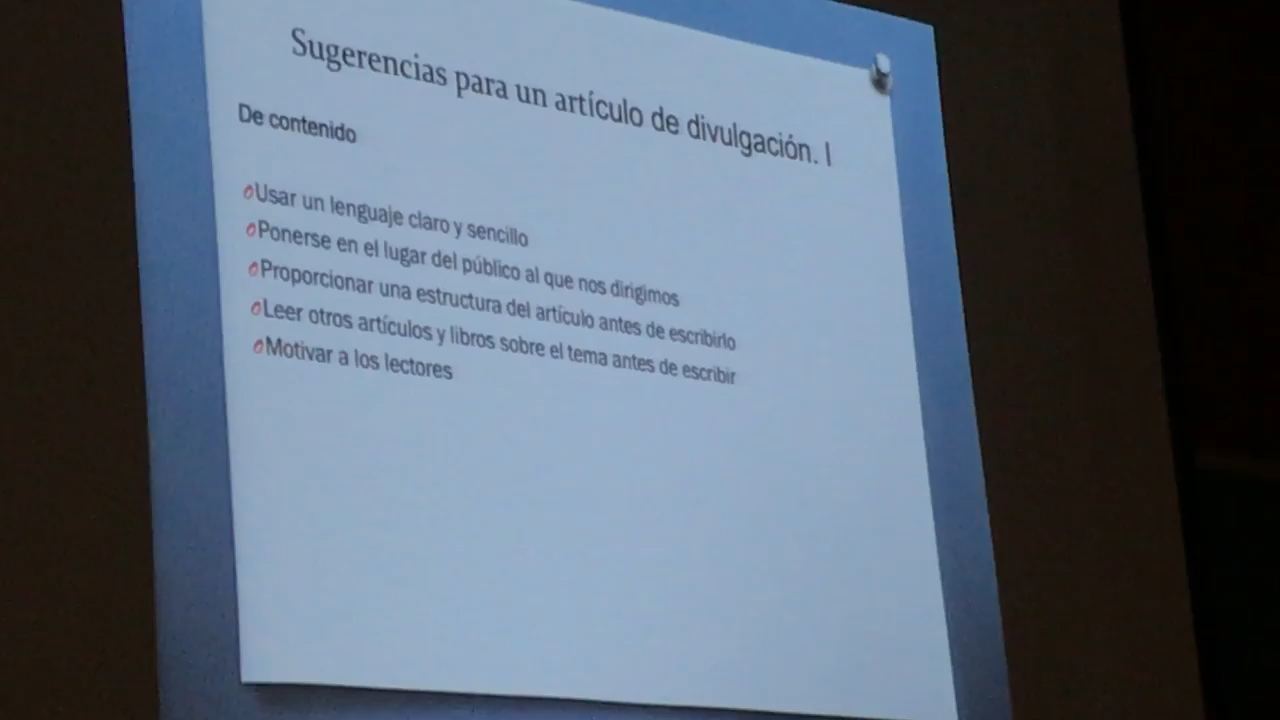 Sugerencias para un artículo de divulgación. I
De contenido
Usar un lenguaje claro y sencillo
Ponerse en el lugar del público al que nos dirigimos
Proporcionar una estructura del artículo antes de escribirlo
Leer otros artículos y libros sobre el tema antes de escribir
Motivar a los lectores